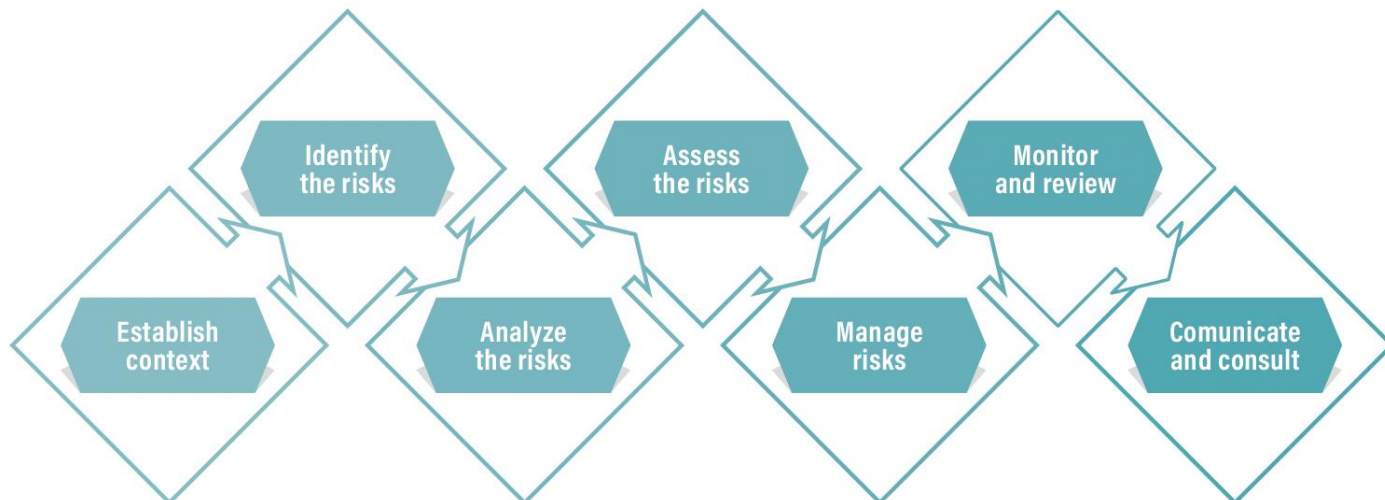 Establish
context
Identify
the risks
Analyze
the risks
Assess
the risks
Manage
risks
Monitor
and review
Comunicate
and consult